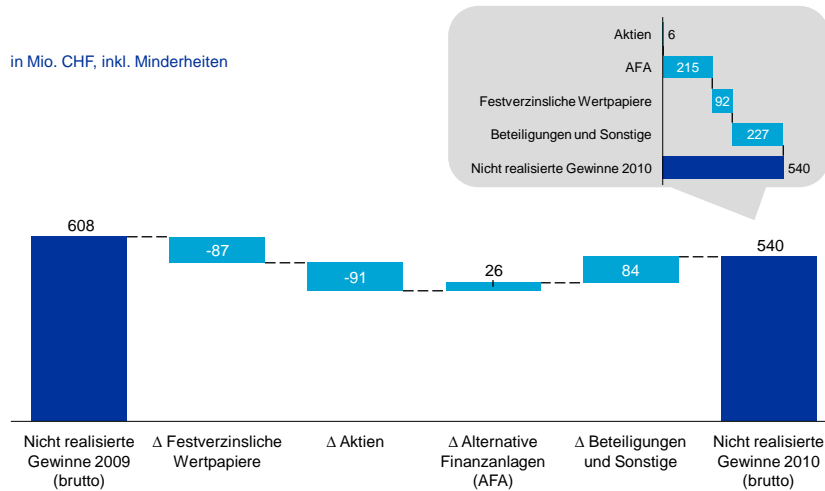 in Mio. CHF, inkl. Minderheiten
Aktien 6
AFA 215
Festverzinsliche Wertpapiere 92
Beteiligungen und Sonstige 227
Nicht realisierte Gewinne 2010 540
608
-87
-91
26
84
540
Nicht realisierte
Gewinne 2009
(brutto)
Δ Festverzinsliche
Wertpapiere
Δ Aktien
Δ Alternative
Finanzanlagen
(AFA)
Δ Beteiligungen
und Sonstige
Nicht realisierte
Gewinne 2010
(brutto)